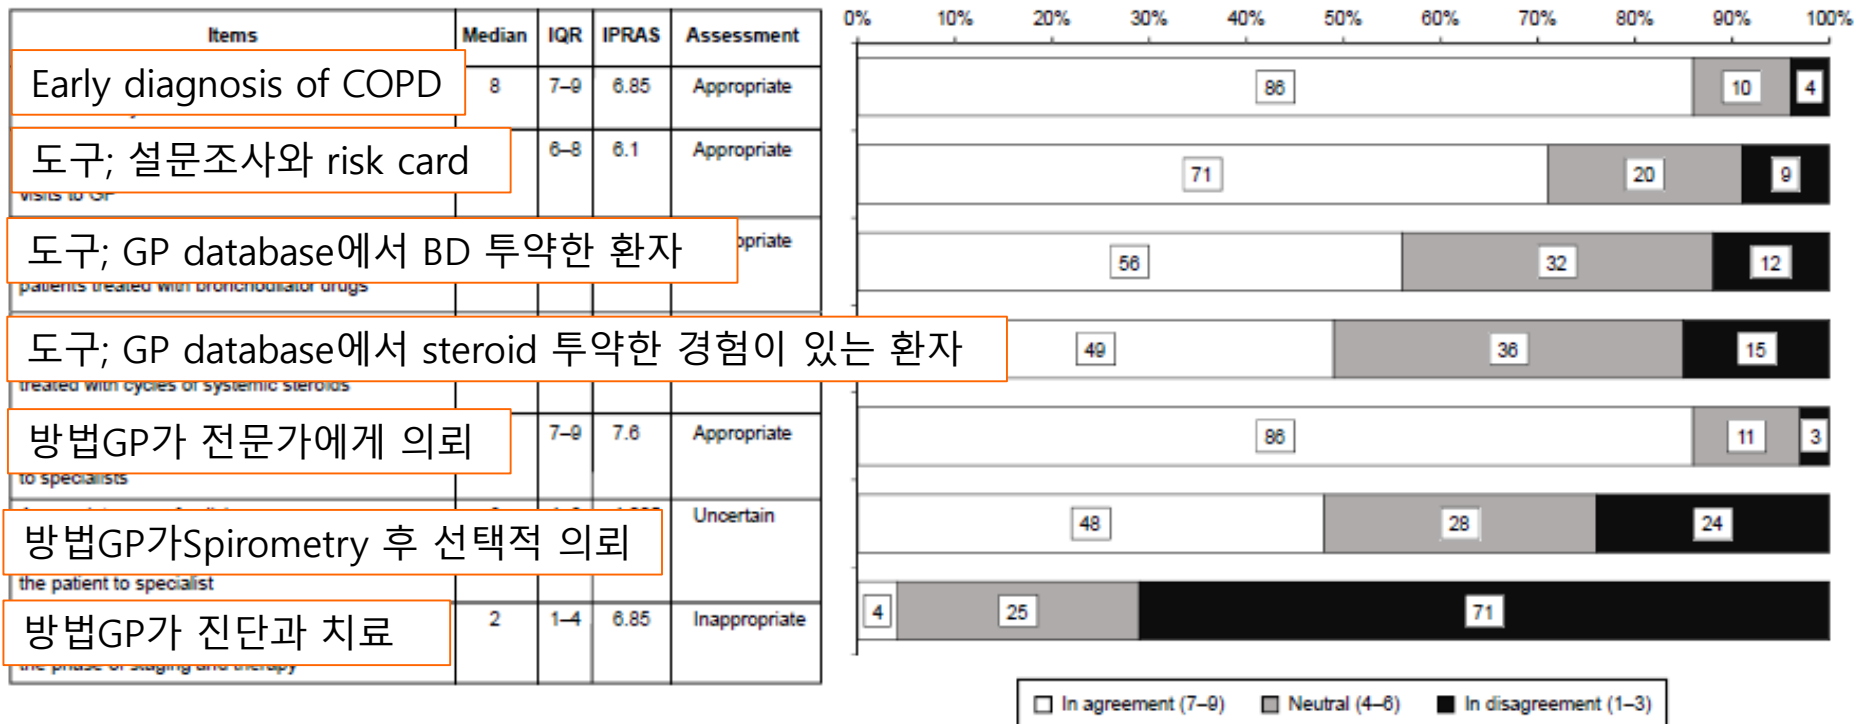 Items Median IQR IPRAS Assessment
0% 10% 20% 30% 40% 50% 60% 70% 80% 90% 100%
Early diagnosis of COPD 8 7–9 6.85 Appropriate
86 10 4
도구; 설문조사와 risk card 6–8 6.1 Appropriate
visits to GP
71 20 9
도구; GP database에서 BD 투약한 환자
patients treated with bronchodilator drugs
56 32 12
도구; GP database에서 steroid 투약한 경험이 있는 환자
treated with cycles of systemic steroids
49 36 15
방법GP가 전문가에게 의뢰 7–9 7.6 Appropriate
to specialists
86 11 3
방법GP가Spirometry 후 선택적 의뢰 Uncertain
the patient to specialist
48 28 24
방법GP가 진단과 치료 2 1–4 6.85 Inappropriate
the phase of staging and therapy
4 25 71
In agreement (7–9) Neutral (4–6) In disagreement (1–3)